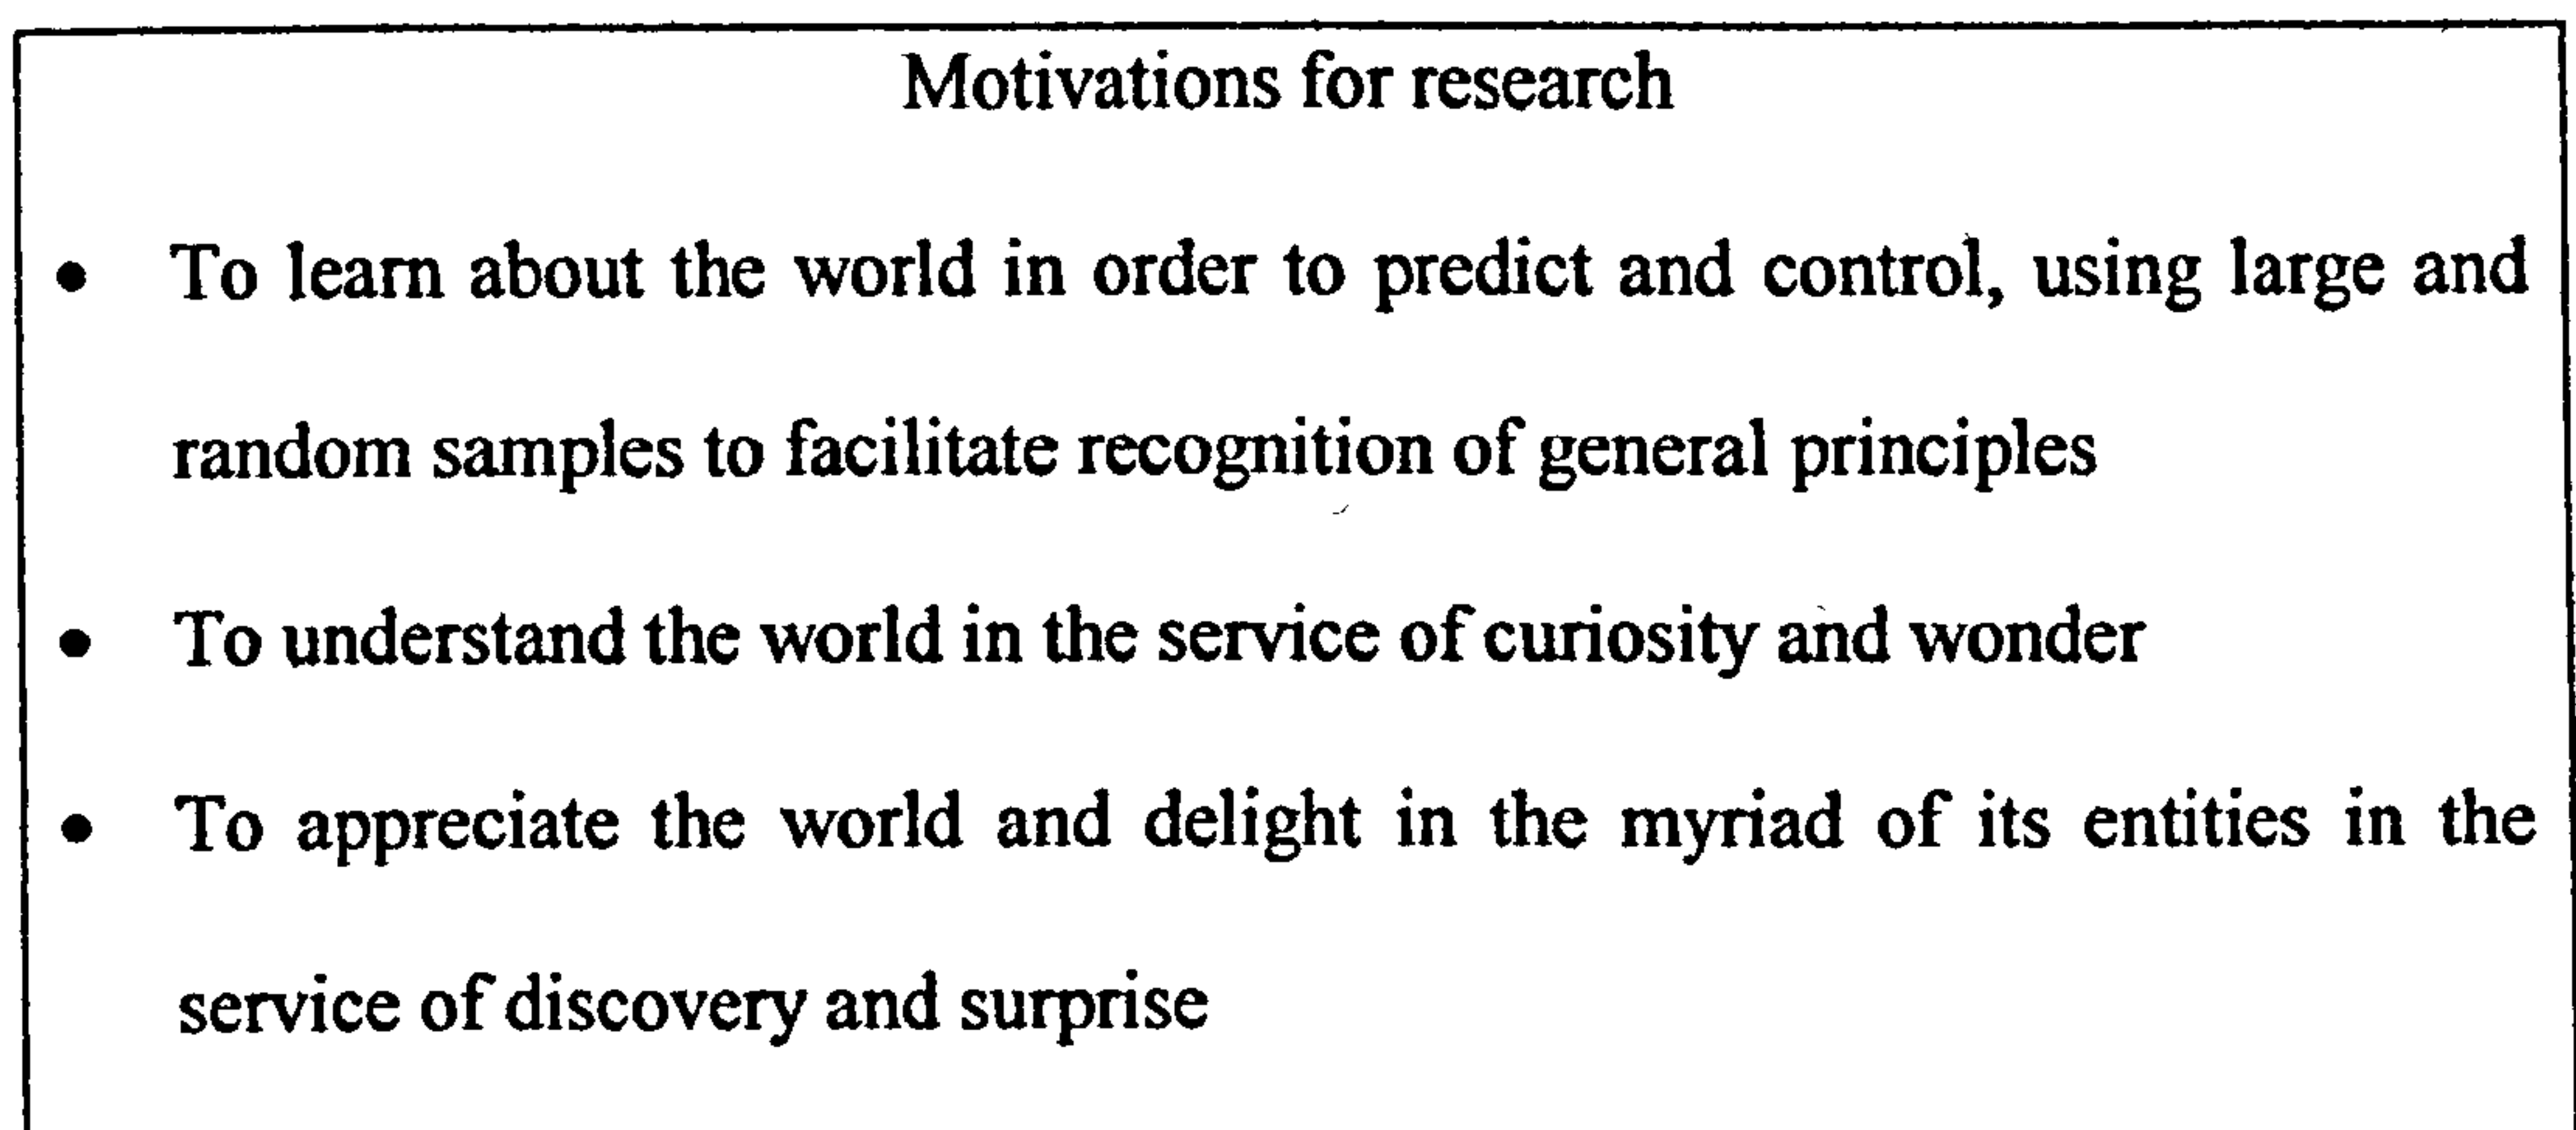 Motivations for research
• To learn about the world in order to predict and control, using large and
random samples to facilitate recognition of general principles
• To understand the world in the service of curiosity and wonder
• To appreciate the world and delight in the myriad of its entities in the
service of discovery and surprise